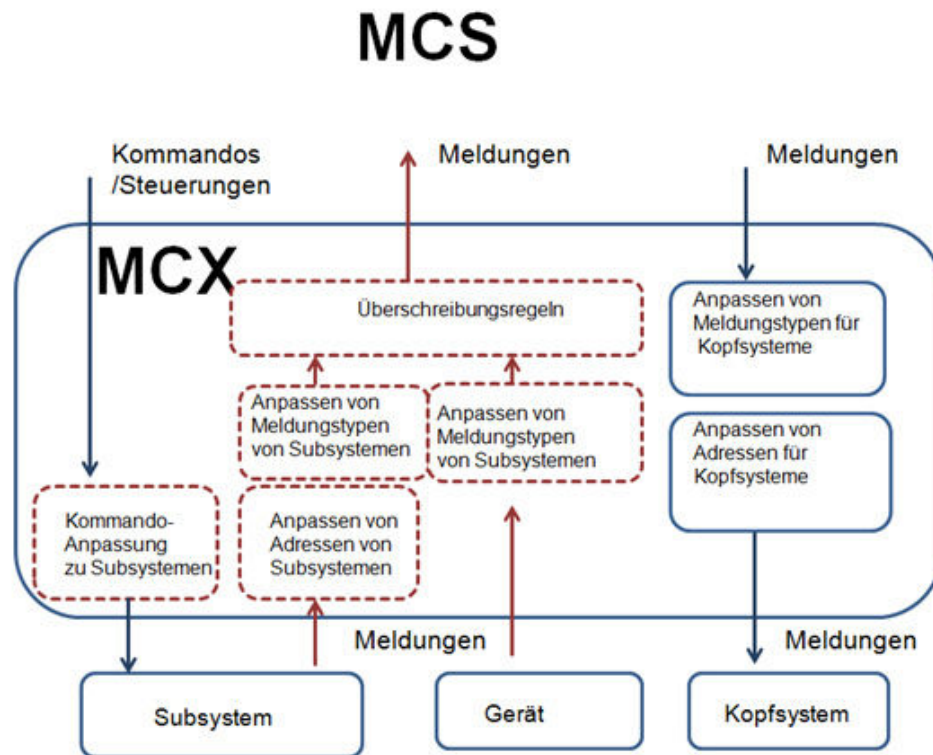 MCS
Kommandos
/Steuerungen
Meldungen
Meldungen
MCX
Überschreibungsregeln
Anpassen von
Meldungstypen für
Kopfsysteme
Anpassen von
Meldungstypen
von Subsystemen
Anpassen von
Meldungstypen
von Subsystemen
Anpassen von
Adressen für
Kopfsysteme
Kommando-
Anpassung
zu Subsystemen
Anpassen von
Adressen von
Subsystemen
Meldungen
Meldungen
Subsystem
Gerät
Kopfsystem